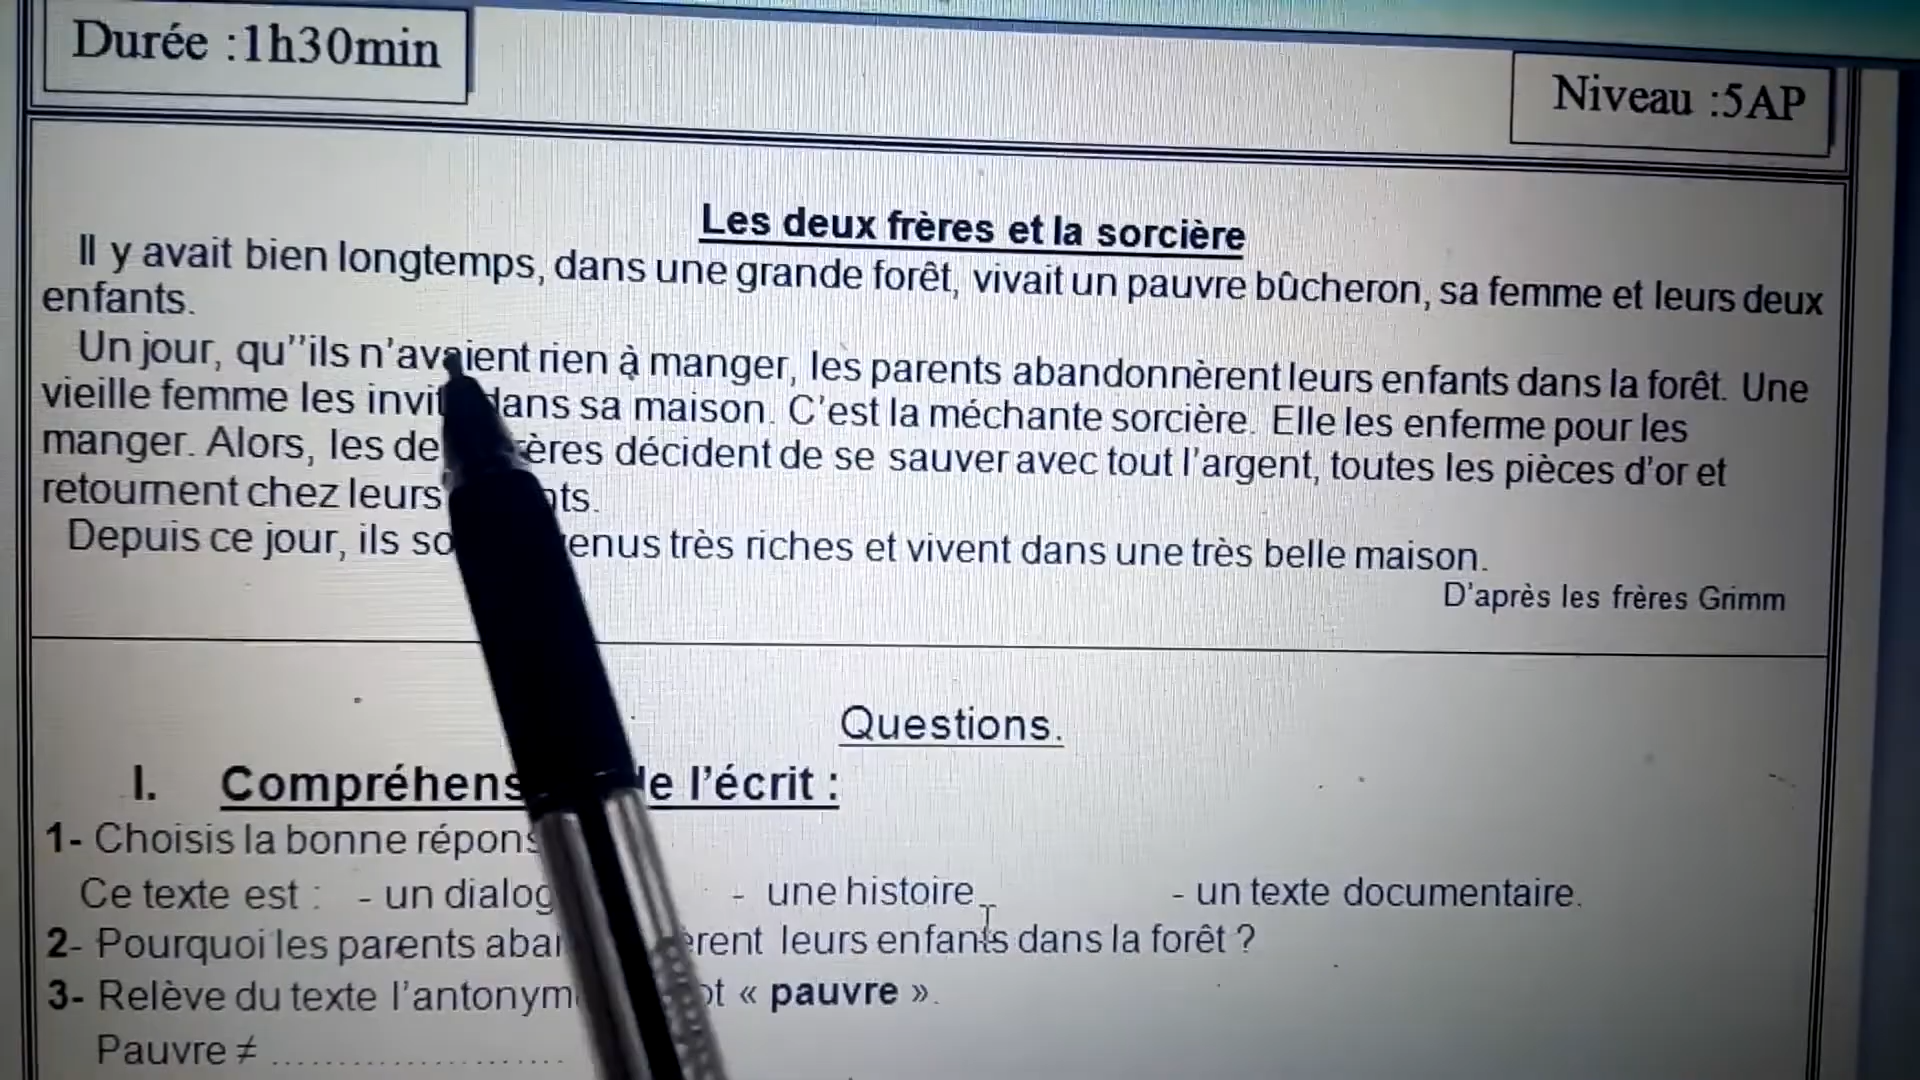 Durée :1h30min
Niveau :5AP
Les deux frères et la sorcière
Il y avait bien longtemps, dans une grande forêt, vivait un pauvre bûcheron, sa femme et leurs deux
enfants.
Un jour, qu''ils n'avaient rien à manger, les parents abandonnèrent leurs enfants dans la forêt. Une
vieille femme les dans sa maison. C'est la méchante sorcière. Elle les enferme pour les
manger. Alors, les décident de se sauver avec tout l'argent, toutes les pièces d'or et
retournent chez leurs
Depuis ce jour, ils très riches et vivent dans une très belle maison.
D'après les frères Grimm
Questions.
I. Compréhens de l'écrit :
1- Choisis la bonne répons
Ce texte est : - un dialog - une histoire - un texte documentaire.
2- Pourquoi les parents leurs enfants dans la forêt ?
3- Relève du texte l'antonym « pauvre ».
Pauvre ≠ ......................